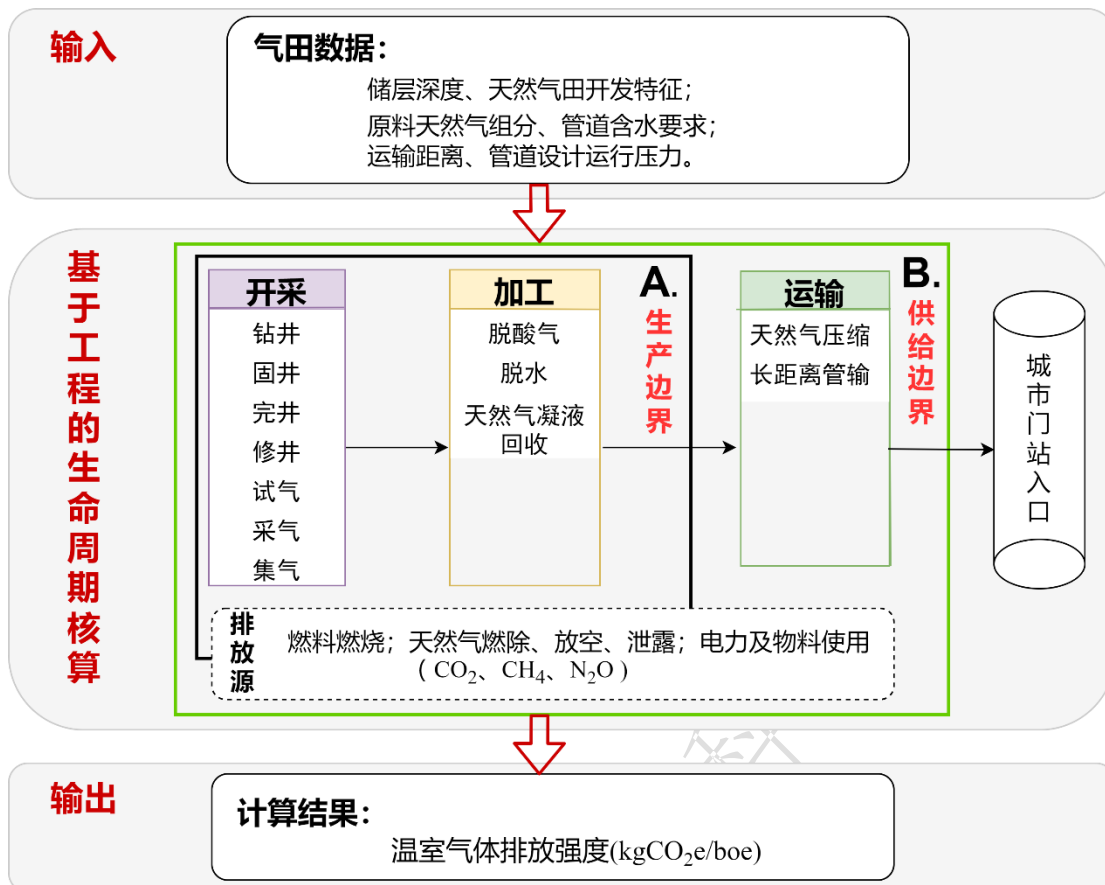 输入
气田数据：
储层深度、天然气田开发特征；
原料天然气组分、管道含水要求；
运输距离、管道设计运行压力。
基于工程的生命周期核算
开采
钻井
固井
完井
修井
试气
采气
集气
加工
脱酸气
脱水
天然气凝液
回收
A.
生产边界
运输
天然气压缩
长距离管输
B.
供给边界
城市门站入口
排放源
燃料燃烧；天然气燃除、放空、泄露；电力及物料使用
（CO₂、CH₄、N₂O）
输出
计算结果：
温室气体排放强度(kgCO₂e/boe)